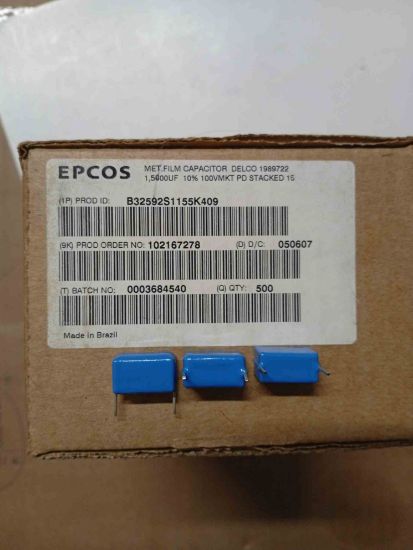 EPCOS
MET.FILM CAPACITOR DELCO 1989722
1,5000UF 10% 100VMKT PD STACKED 15
(1P) PROD ID: B32592S1155K409
(9K) PROD ORDER NO: 102167278 (D) D/C: 050607
(T) BATCH NO: 0003684540 (Q) QTY: 500
Made in Brazil